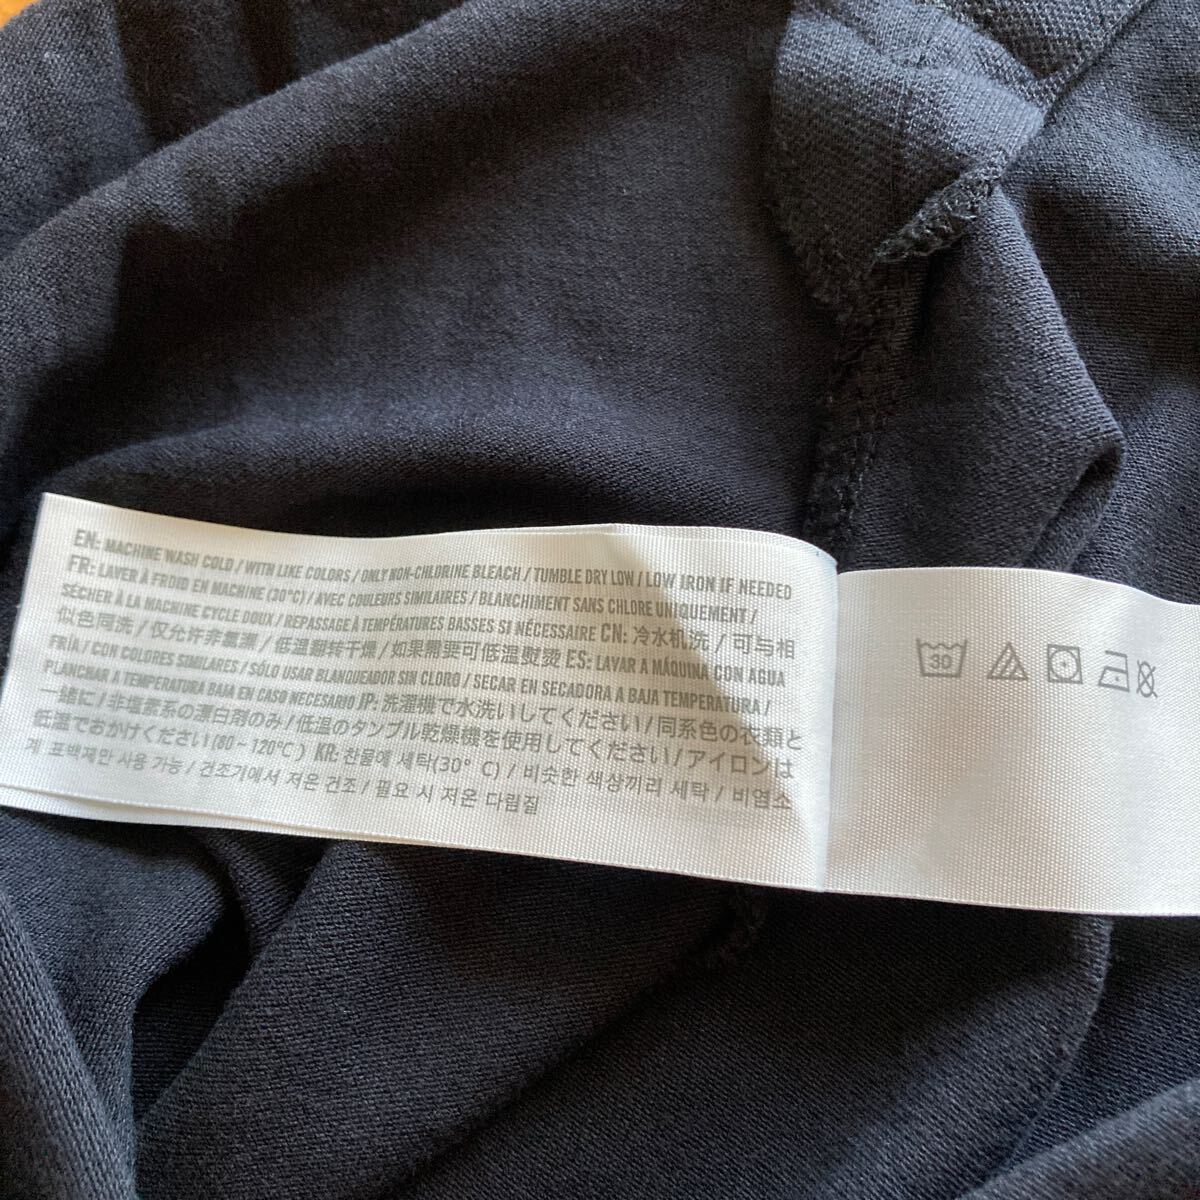 EN: MACHINE WASH COLD / WITH LIKE COLORS / ONLY NON-CHLORINE BLEACH / TUMBLE DRY LOW / LOW IRON IF NEEDED
FR: LAVER À FROID EN MACHINE (30°C) / AVEC COULEURS SIMILAIRES / BLANCHIMENT SANS CHLORE UNIQUEMENT /
SÉCHER À LA MACHINE CYCLE DOUX / REPASSAGE À TEMPÉRATURES BASSES SI NÉCESSAIRE CN: 冷水机洗 / 可与相
似色同洗 / 仅允许非氯漂 / 低温翻转干燥 / 如果需要可低温熨烫 ES: LAVAR A MÁQUINA CON AGUA
FRÍA / CON COLORES SIMILARES / SÓLO USAR BLANQUEADOR SIN CLORO / SECAR EN SECADORA A BAJA TEMPERATURA /
PLANCHAR A TEMPERATURA BAJA EN CASO NECESARIO JP: 洗濯機で水洗いしてください / 同系色の衣類と
一緒に / 非塩素系の漂白剤のみ / 低温のタンブル乾燥機を使用してください / アイロンは
低温でおかけください (80 ~ 120°C) KR: 찬물에 세탁(30° C) / 비슷한 색상끼리 세탁 / 비염소
계 표백제만 사용 가능 / 건조기에서 저온 건조 / 필요 시 저온 다림질
30